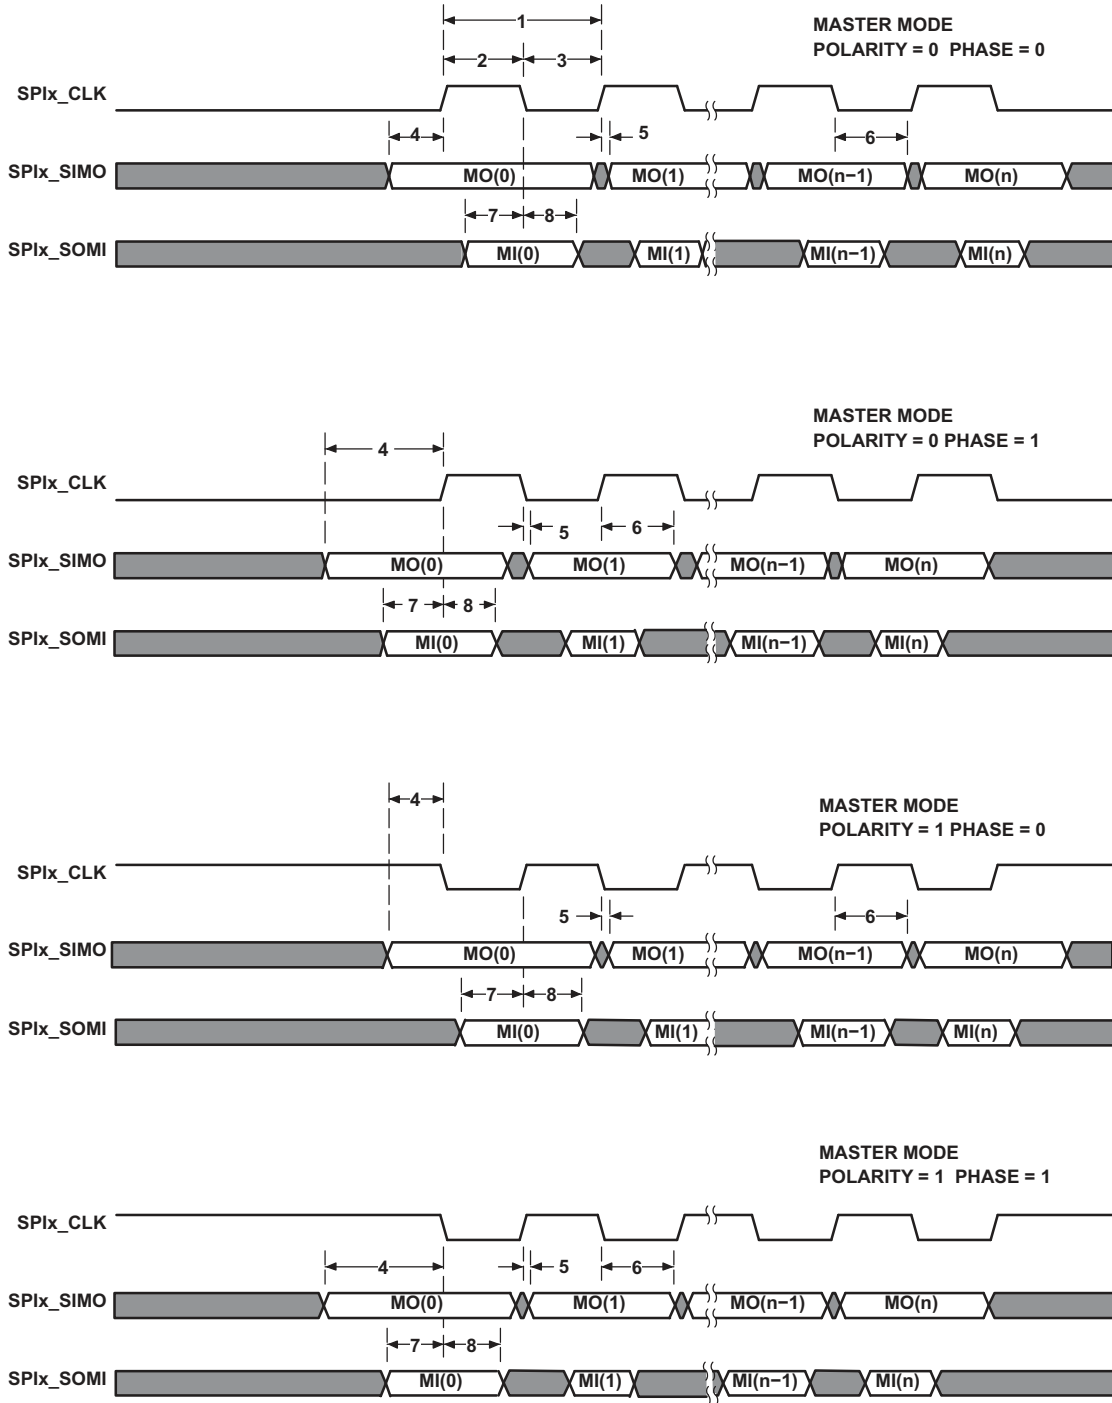 1
MASTER MODE
POLARITY = 0 PHASE = 0
2 3
SPIx_CLK
4 5 6
SPIx_SIMO MO(0) MO(1) MO(n−1) MO(n)
7 8
SPIx_SOMI MI(0) MI(1) MI(n−1) MI(n)
MASTER MODE
POLARITY = 0 PHASE = 1
4
SPIx_CLK
5 6
SPIx_SIMO MO(0) MO(1) MO(n−1) MO(n)
7 8
SPIx_SOMI MI(0) MI(1) MI(n−1) MI(n)
4
MASTER MODE
POLARITY = 1 PHASE = 0
SPIx_CLK
5 6
SPIx_SIMO MO(0) MO(1) MO(n−1) MO(n)
7 8
SPIx_SOMI MI(0) MI(1) MI(n−1) MI(n)
MASTER MODE
POLARITY = 1 PHASE = 1
SPIx_CLK
4 5 6
SPIx_SIMO MO(0) MO(1) MO(n−1) MO(n)
7 8
SPIx_SOMI MI(0) MI(1) MI(n−1) MI(n)